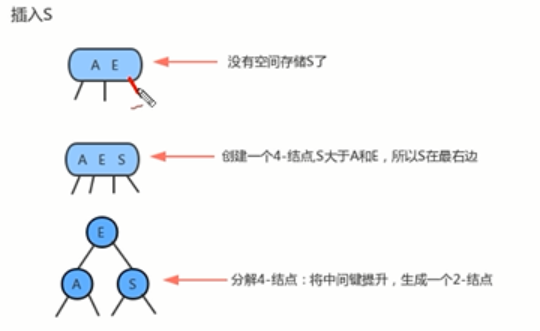 插入S
A E
没有空间存储S了
A E S
创建一个4-结点,S大于A和E，所以S在最右边
E
A S
分解4-结点：将中间键提升，生成一个2-结点